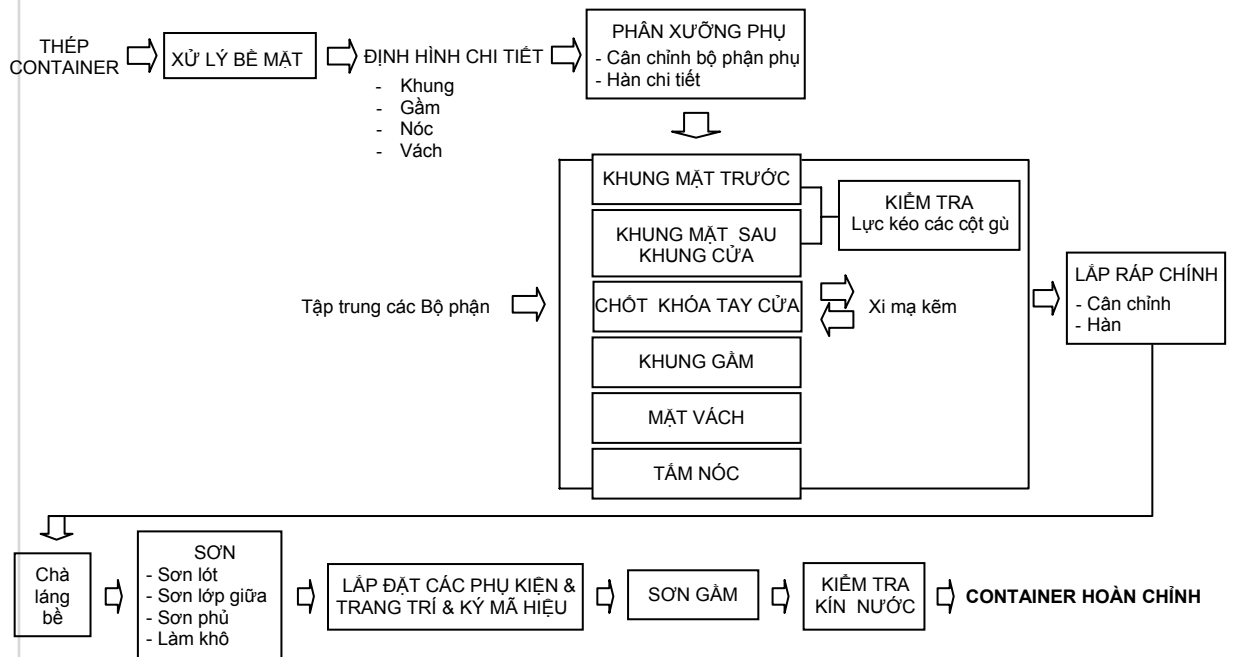 THÉP
CONTAINER
XỬ LÝ BỀ MẶT
ĐỊNH HÌNH CHI TIẾT
- Khung
- Gầm
- Nóc
- Vách
PHÂN XƯỠNG PHỤ
- Cân chỉnh bộ phận phụ
- Hàn chi tiết
Tập trung các Bộ phận
KHUNG MẶT TRƯỚC
KHUNG MẶT SAU
KHUNG CỬA
KIỂM TRA
Lực kéo các cột gù
CHỐT KHÓA TAY CỬA
Xi mạ kẽm
KHUNG GẦM
MẶT VÁCH
TẤM NÓC
LẮP RÁP CHÍNH
- Cân chỉnh
- Hàn
Chà
láng
bề
SƠN
- Sơn lót
- Sơn lớp giữa
- Sơn phủ
- Làm khô
LẮP ĐẶT CÁC PHỤ KIỆN &
TRANG TRÍ & KÝ MÃ HIỆU
SƠN GẦM
KIỂM TRA
KÍN NƯỚC
CONTAINER HOÀN CHỈNH